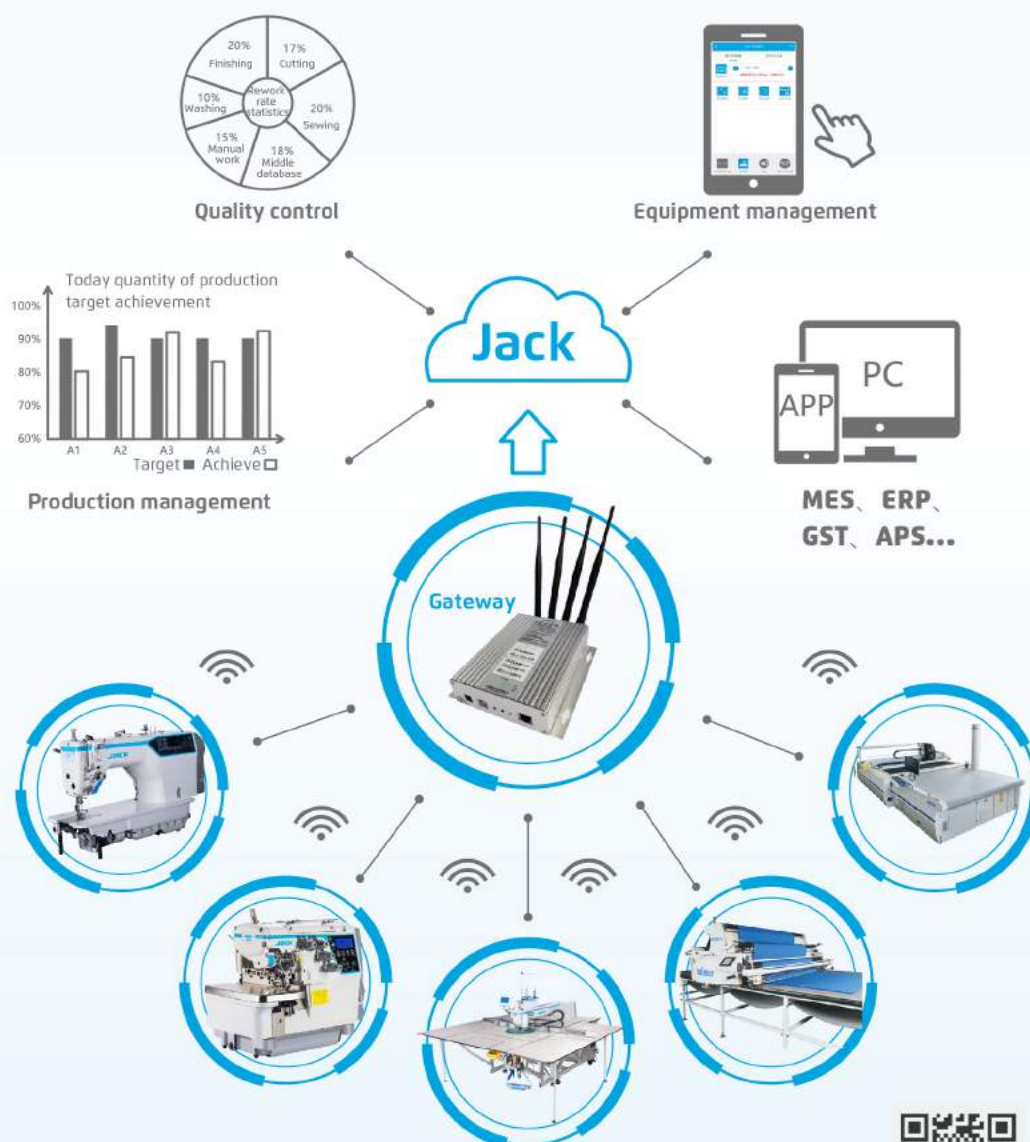 20%
Finishing
17%
Cutting
10%
Washing
Rework
rate
statistics
20%
Sewing
15%
Manual
work
18%
Middle
database
Quality control
Equipment management
Today quantity of production
target achievement
100%
90%
80%
70%
60%
A1 A2 A3 A4 A5
Target Achieve
Production management
Jack
PC
APP
MES、ERP、
GST、APS...
Gateway
JACK
JACK